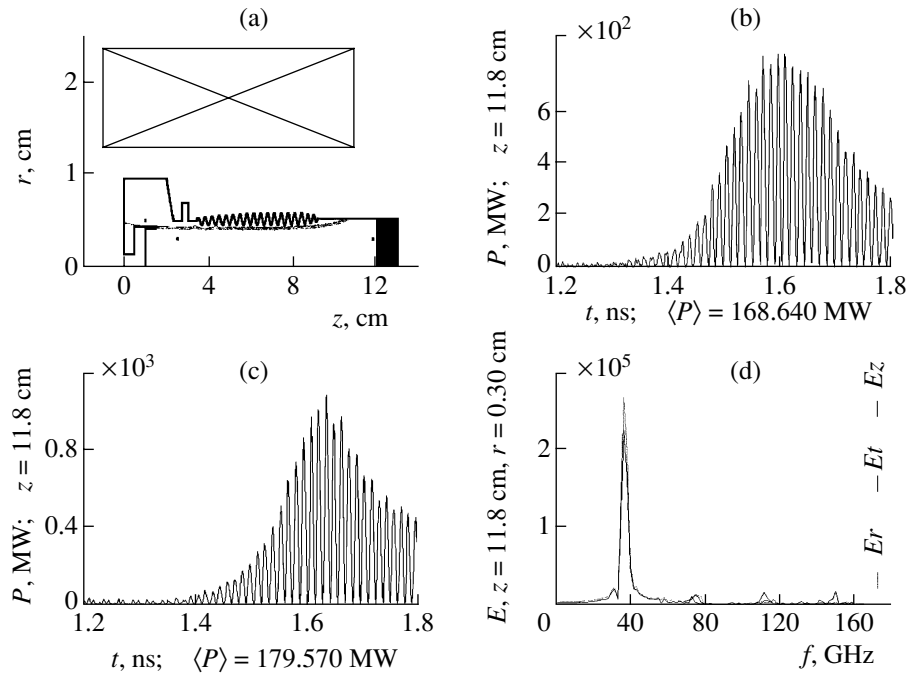 (a)
r, cm
2
1
0
0 4 8 12
z, cm
(b)
×10²
P, MW; z = 11.8 cm
8
6
4
2
0
1.2 1.4 1.6 1.8
t, ns; ⟨P⟩ = 168.640 MW
(c)
×10³
P, MW; z = 11.8 cm
0.8
0.4
0
1.2 1.4 1.6 1.8
t, ns; ⟨P⟩ = 179.570 MW
(d)
×10⁵
E, z = 11.8 cm, r = 0.30 cm
2
1
0 40 80 120 160
f, GHz
— Er — Et — Ez